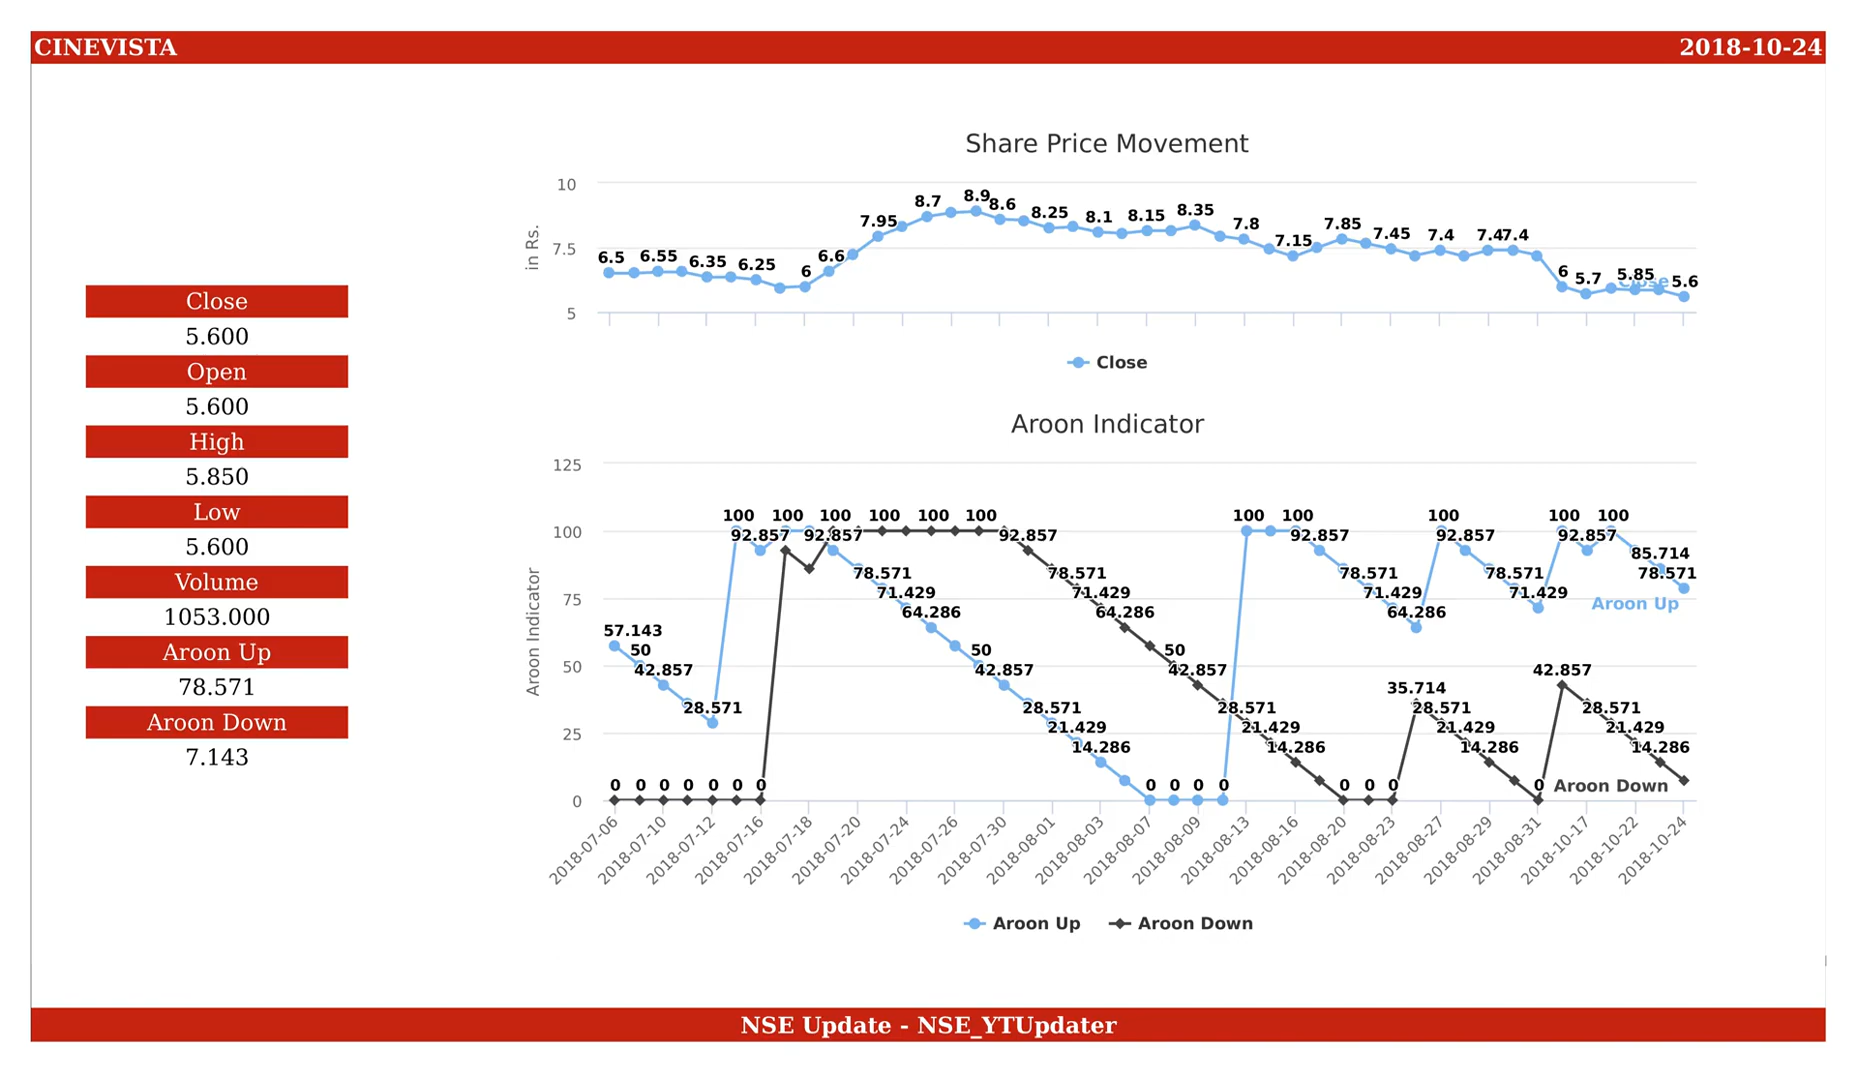 CINEVISTA 2018-10-24
Close
5.600
Open
5.600
High
5.850
Low
5.600
Volume
1053.000
Aroon Up
78.571
Aroon Down
7.143
Share Price Movement
in Rs.
10
7.5
5
6.5 6.55 6.35 6.25 6 6.6 7.95 8.7 8.9 8.6 8.25 8.1 8.15 8.35 7.8 7.15 7.85 7.45 7.4 7.4 7.4 6 5.7 5.85 5.6
Close
Close
Aroon Indicator
Aroon Indicator
125
100
75
50
25
0
100 100 100 100 100 100 100 100 100 100 100
92.857 92.857 92.857 92.857 92.857 92.857
85.714
78.571 78.571 78.571 78.571 78.571
71.429 71.429 71.429 71.429
Aroon Up
64.286 64.286 64.286
57.143
50 50 50
42.857 42.857 42.857 42.857
35.714
28.571 28.571 28.571 28.571 28.571
21.429 21.429 21.429 21.429
14.286 14.286 14.286 14.286
0 0 0 0 0 0 0 0 0 0 0 0 0 0 0
Aroon Down
2018-07-06 2018-07-10 2018-07-12 2018-07-16 2018-07-18 2018-07-20 2018-07-24 2018-07-26 2018-07-30 2018-08-01 2018-08-03 2018-08-07 2018-08-09 2018-08-13 2018-08-16 2018-08-20 2018-08-23 2018-08-27 2018-08-29 2018-08-31 2018-10-17 2018-10-22 2018-10-24
Aroon Up Aroon Down
NSE Update - NSE_YTUpdater